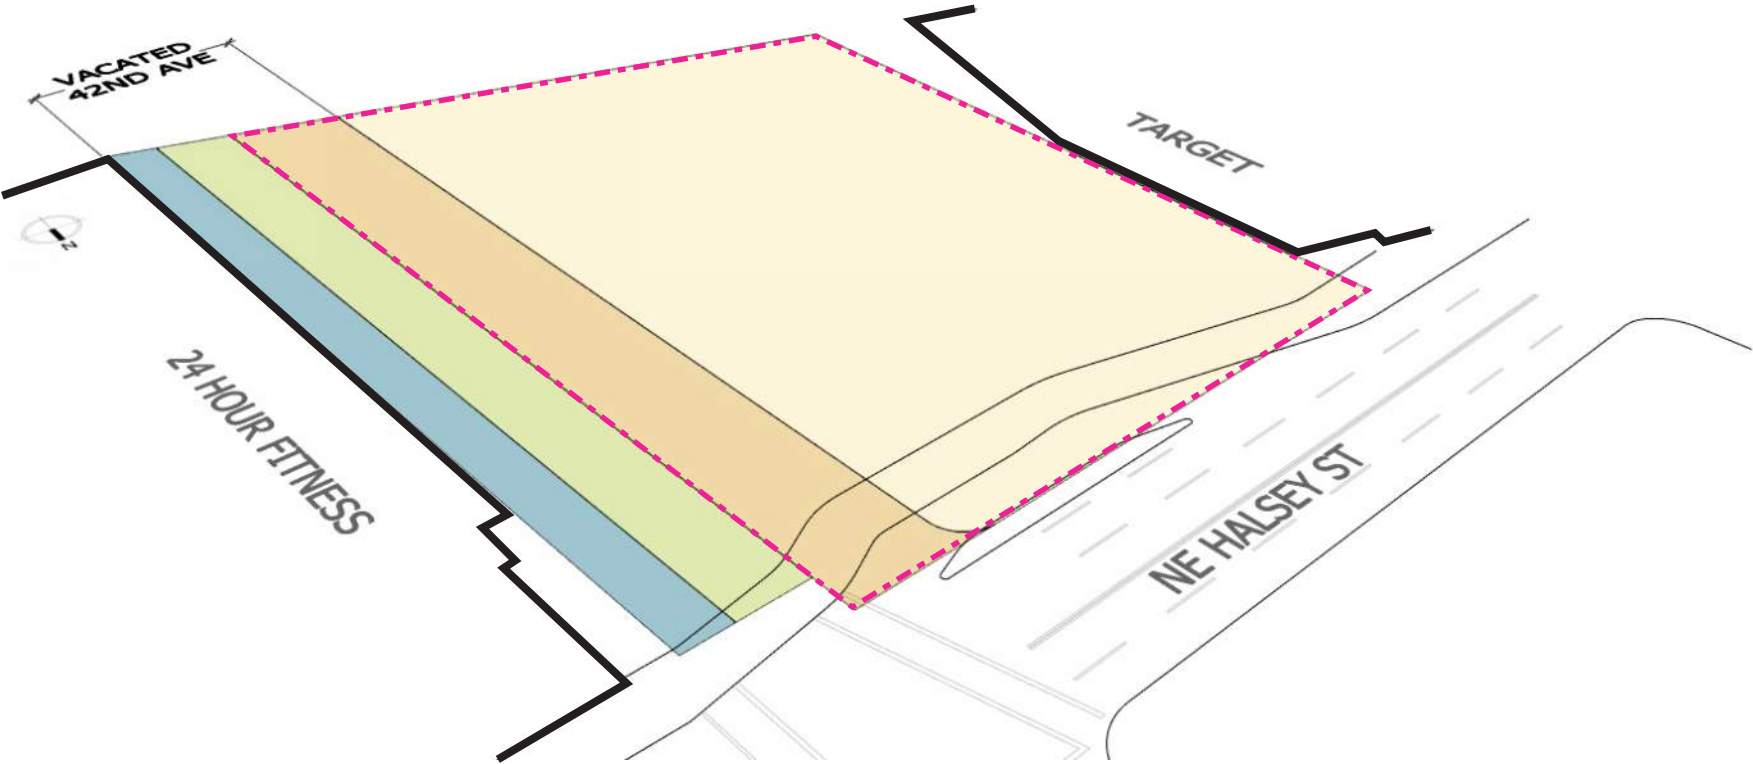 VACATED
42ND AVE
TARGET
Z
24 HOUR FITNESS
NE HALSEY ST